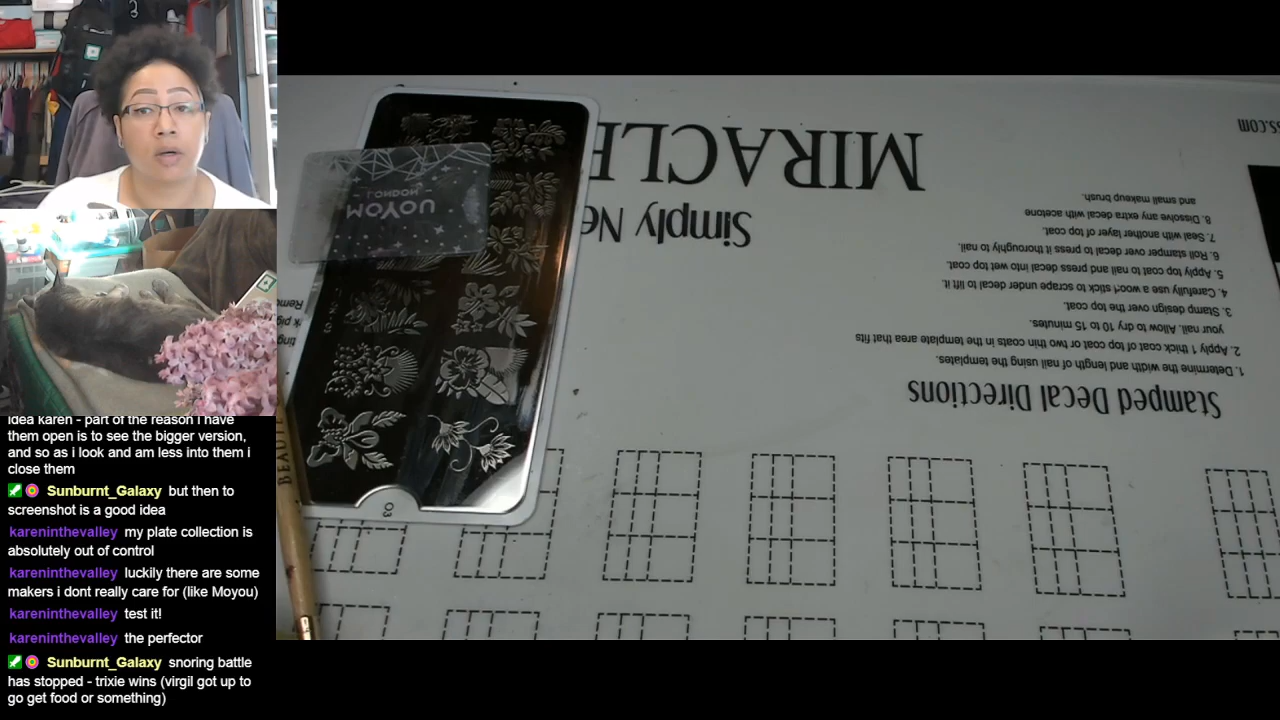 idea karen - part of the reason i have
them open is to see the bigger version,
and so as i look and am less into them i
close them
Sunburnt_Galaxy but then to
screenshot is a good idea
kareninthevalley my plate collection is
absolutely out of control
kareninthevalley luckily there are some
makers i dont really care for (like Moyou)
kareninthevalley test it!
kareninthevalley the perfector
Sunburnt_Galaxy snoring battle
has stopped - trixie wins (virgil got up to
go get food or something)
MOYOU
- LONDON -
03
BEAUTE
MIRACLE
Simply Ne
ss.com
Stamped Decal Directions
1. Determine the width and length of nail using the templates.
2. Apply 1 thick coat of top coat or two thin coats in the template area that fits
your nail. Allow to dry 10 to 15 minutes.
3. Stamp design over the top coat.
4. Carefully use a wood stick to scrape under decal to lift it.
5. Apply top coat to nail and press decal into wet top coat.
6. Roll stamper over decal to press it thoroughly to nail.
7. Seal with another layer of top coat.
8. Dissolve any extra decal with acetone
and small makeup brush.